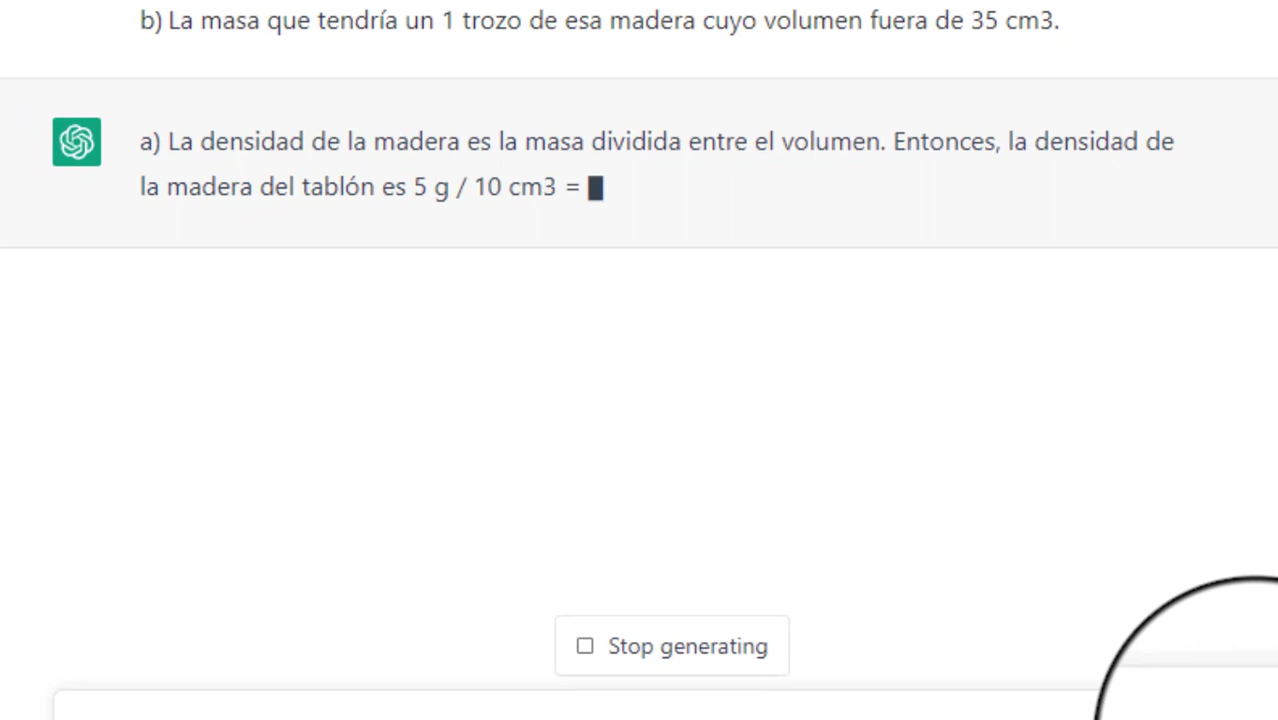 b) La masa que tendría un 1 trozo de esa madera cuyo volumen fuera de 35 cm3.
a) La densidad de la madera es la masa dividida entre el volumen. Entonces, la densidad de
la madera del tablón es 5 g / 10 cm3 =
Stop generating